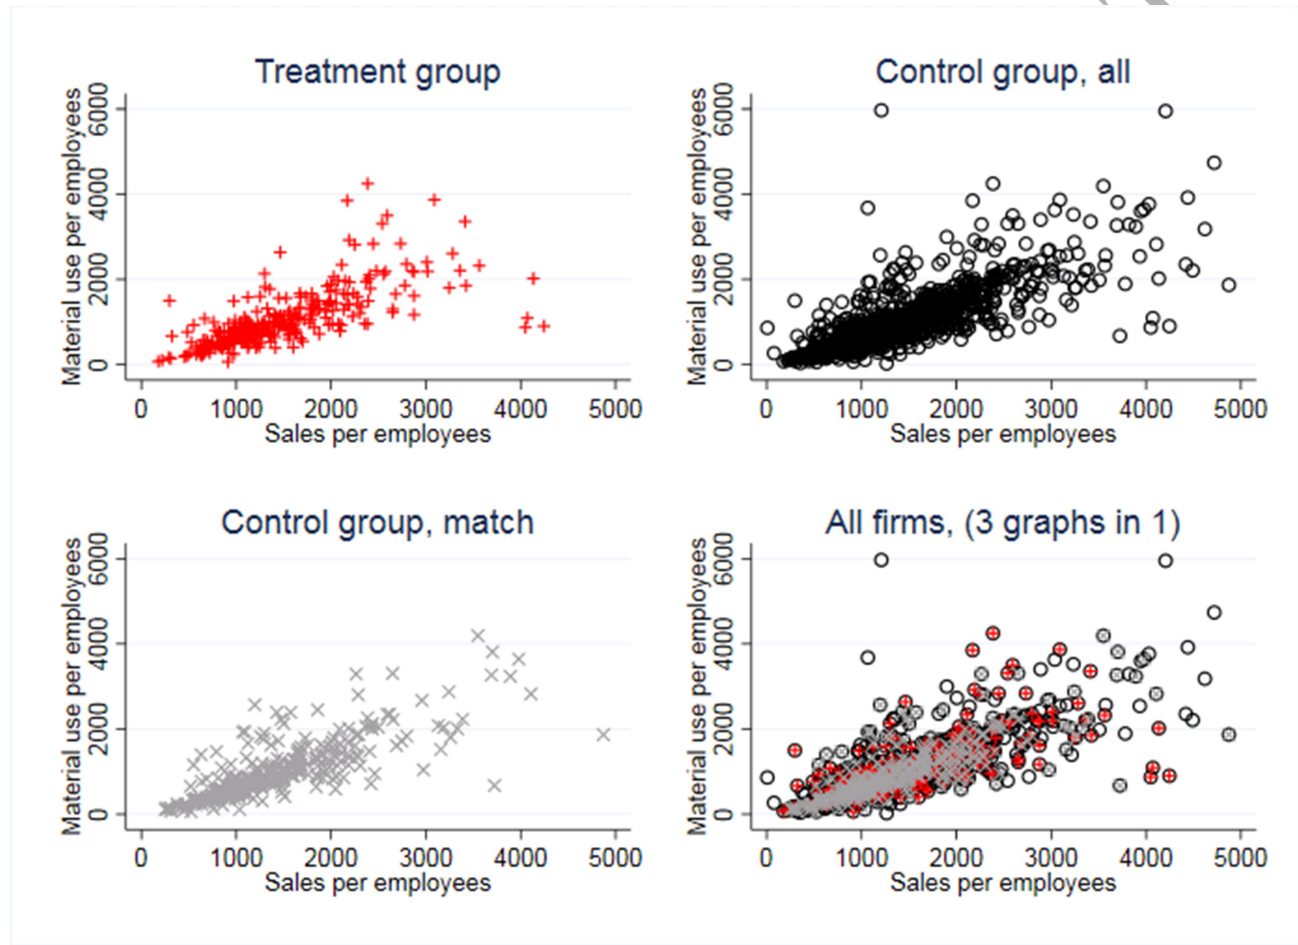 Treatment group
Material use per employees
0 2000 4000 6000
0 1000 2000 3000 4000 5000
Sales per employees
Control group, all
Material use per employees
0 2000 4000 6000
0 1000 2000 3000 4000 5000
Sales per employees
Control group, match
Material use per employees
0 2000 4000 6000
0 1000 2000 3000 4000 5000
Sales per employees
All firms, (3 graphs in 1)
Material use per employees
0 2000 4000 6000
0 1000 2000 3000 4000 5000
Sales per employees